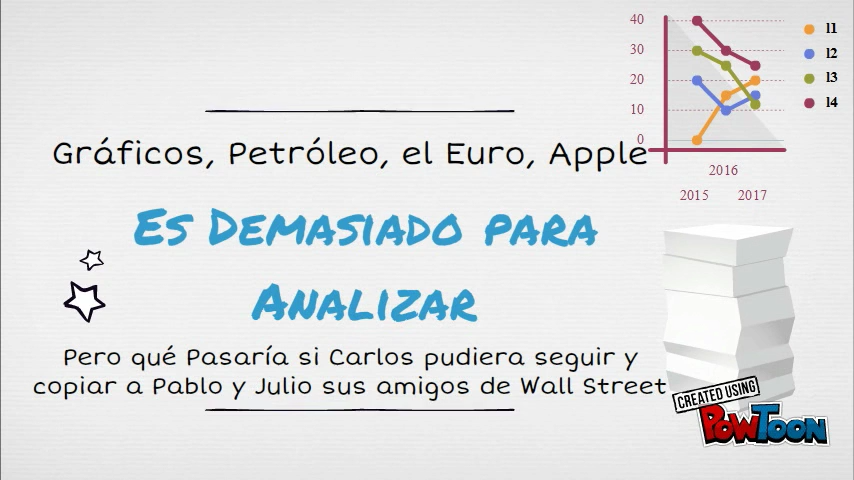 Gráficos, Petróleo, el Euro, Apple
Es Demasiado para
Analizar
Pero qué Pasaría si Carlos pudiera seguir y
copiar a Pablo y Julio sus amigos de Wall Street
40
30
20
10
0
2016
2015 2017
l1
l2
l3
l4
CREATED USING
POWTOON